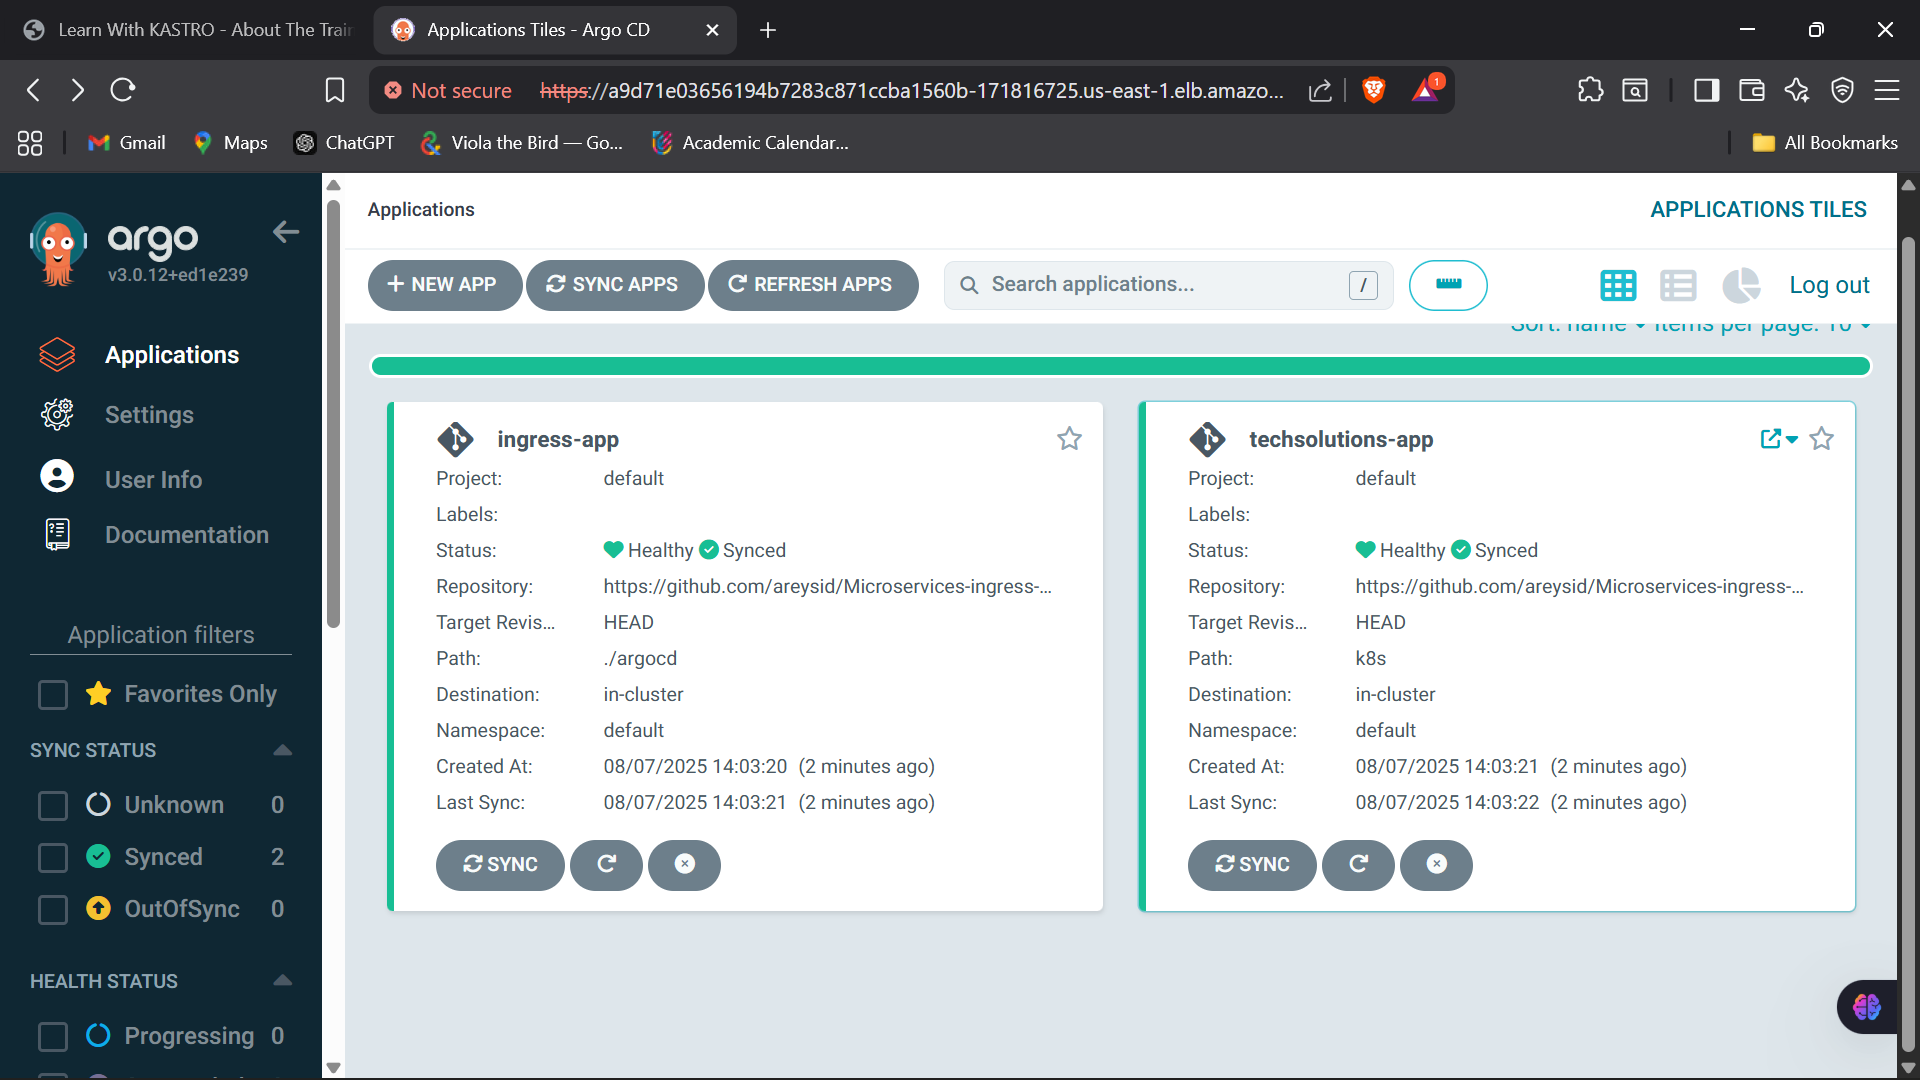 Learn With KASTRO - About The Trai
Applications Tiles - Argo CD
Not secure https://a9d71e03656194b7283c871ccba1560b-171816725.us-east-1.elb.amazo...
1
Gmail
Maps
ChatGPT
Viola the Bird — Go...
Academic Calendar...
All Bookmarks
argo
v3.0.12+ed1e239
Applications
Settings
User Info
Documentation
Application filters
Favorites Only
SYNC STATUS
Unknown 0
Synced 2
OutOfSync 0
HEALTH STATUS
Progressing 0
Applications
APPLICATIONS TILES
+ NEW APP
SYNC APPS
REFRESH APPS
Search applications... /
Log out
Sort: name Items per page: 10
ingress-app
Project: default
Labels:
Status: Healthy Synced
Repository: https://github.com/areysid/Microservices-ingress-...
Target Revis... HEAD
Path: ./argocd
Destination: in-cluster
Namespace: default
Created At: 08/07/2025 14:03:20 (2 minutes ago)
Last Sync: 08/07/2025 14:03:21 (2 minutes ago)
SYNC
techsolutions-app
Project: default
Labels:
Status: Healthy Synced
Repository: https://github.com/areysid/Microservices-ingress-...
Target Revis... HEAD
Path: k8s
Destination: in-cluster
Namespace: default
Created At: 08/07/2025 14:03:21 (2 minutes ago)
Last Sync: 08/07/2025 14:03:22 (2 minutes ago)
SYNC